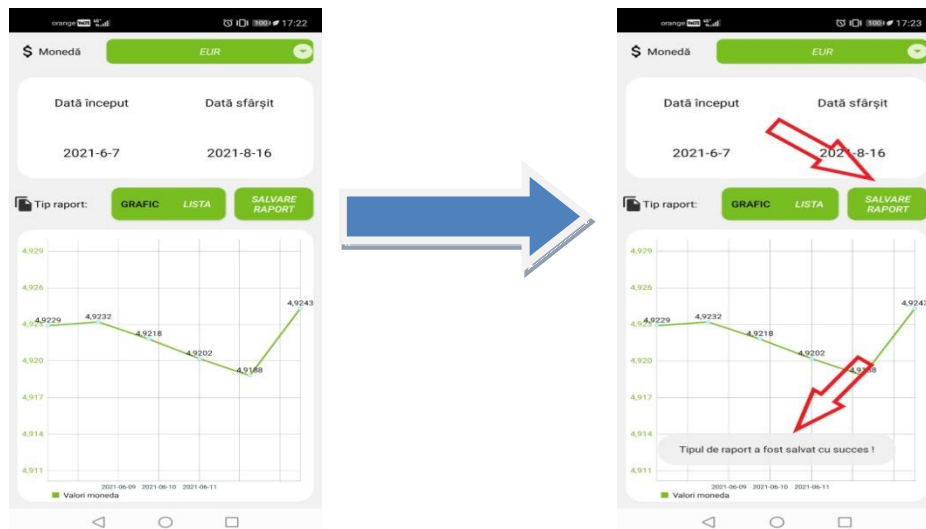 orange 17:22
$ Monedă EUR
Dată început Dată sfârșit
2021-6-7 2021-8-16
Tip raport: GRAFIC LISTA SALVARE RAPORT
4,929
4,926
4,923
4,920
4,917
4,914
4,911
4,9229 4,9232 4,9218 4,9202 4,9188 4,9243
2021-06-09 2021-06-10 2021-06-11
Valori moneda
orange 17:23
$ Monedă EUR
Dată început Dată sfârșit
2021-6-7 2021-8-16
Tip raport: GRAFIC LISTA SALVARE RAPORT
4,929
4,926
4,923
4,920
4,917
4,914
4,911
4,9229 4,9232 4,9218 4,9202 4,9243
Tipul de raport a fost salvat cu succes !
2021-06-09 2021-06-10 2021-06-11
Valori moneda